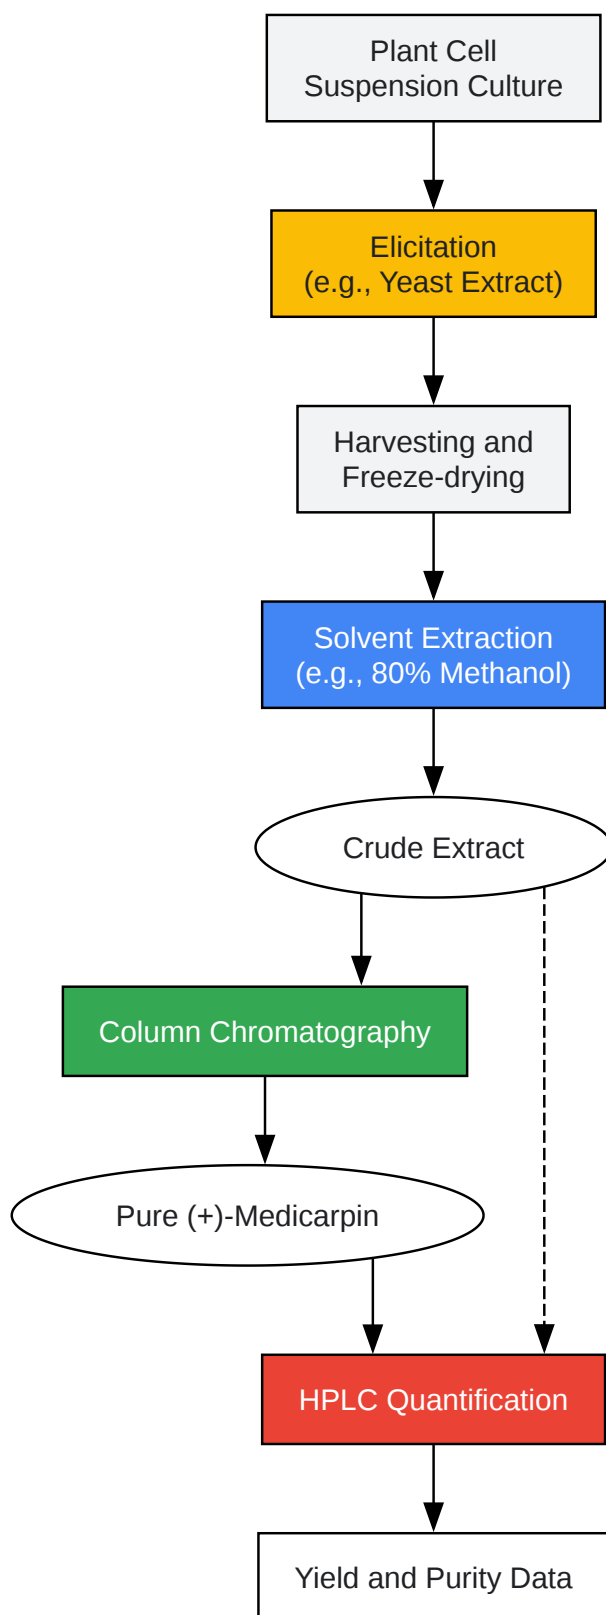 Plant Cell
Suspension Culture
Elicitation
(e.g., Yeast Extract)
Harvesting and
Freeze-drying
Solvent Extraction
(e.g., 80% Methanol)
Crude Extract
Column Chromatography
Pure (+)-Medicarpin
HPLC Quantification
Yield and Purity Data